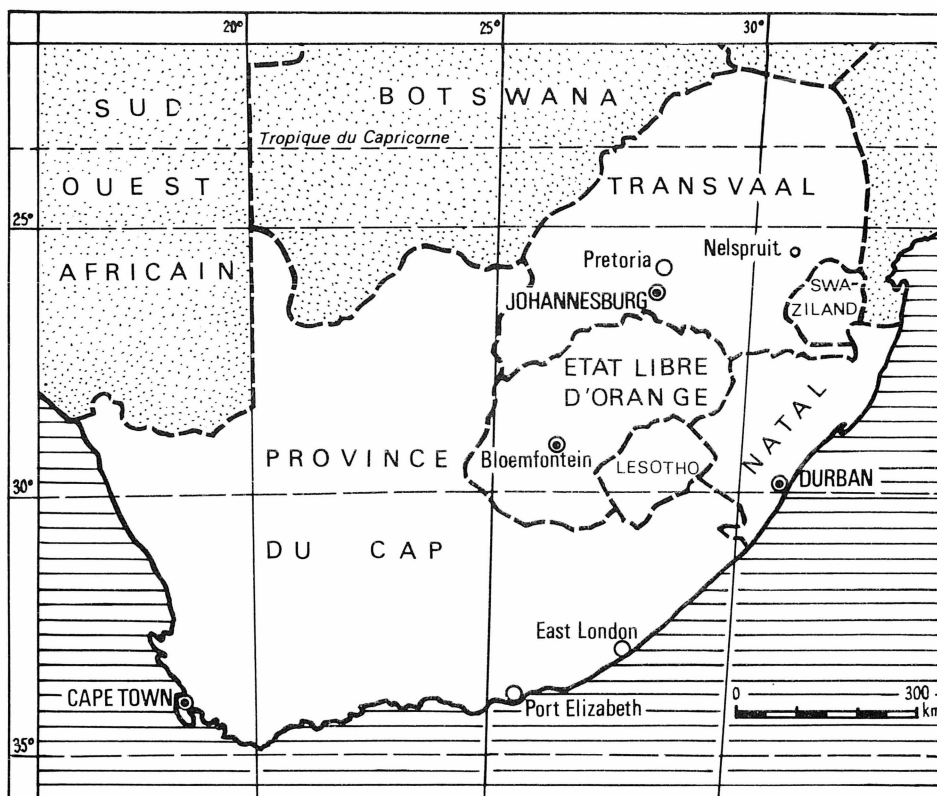 20° 25° 30°
SUD
BOTSWANA
Tropique du Capricorne
OUEST
TRANSVAAL
25°
AFRICAIN
Pretoria
Nelspruit
JOHANNESBURG
SWA-
ZILAND
ETAT LIBRE
D'ORANGE
NATAL
PROVINCE
Bloemfontein
LESOTHO
30°
DURBAN
DU CAP
East London
CAPE TOWN
Port Elizabeth
0 300
km
35°